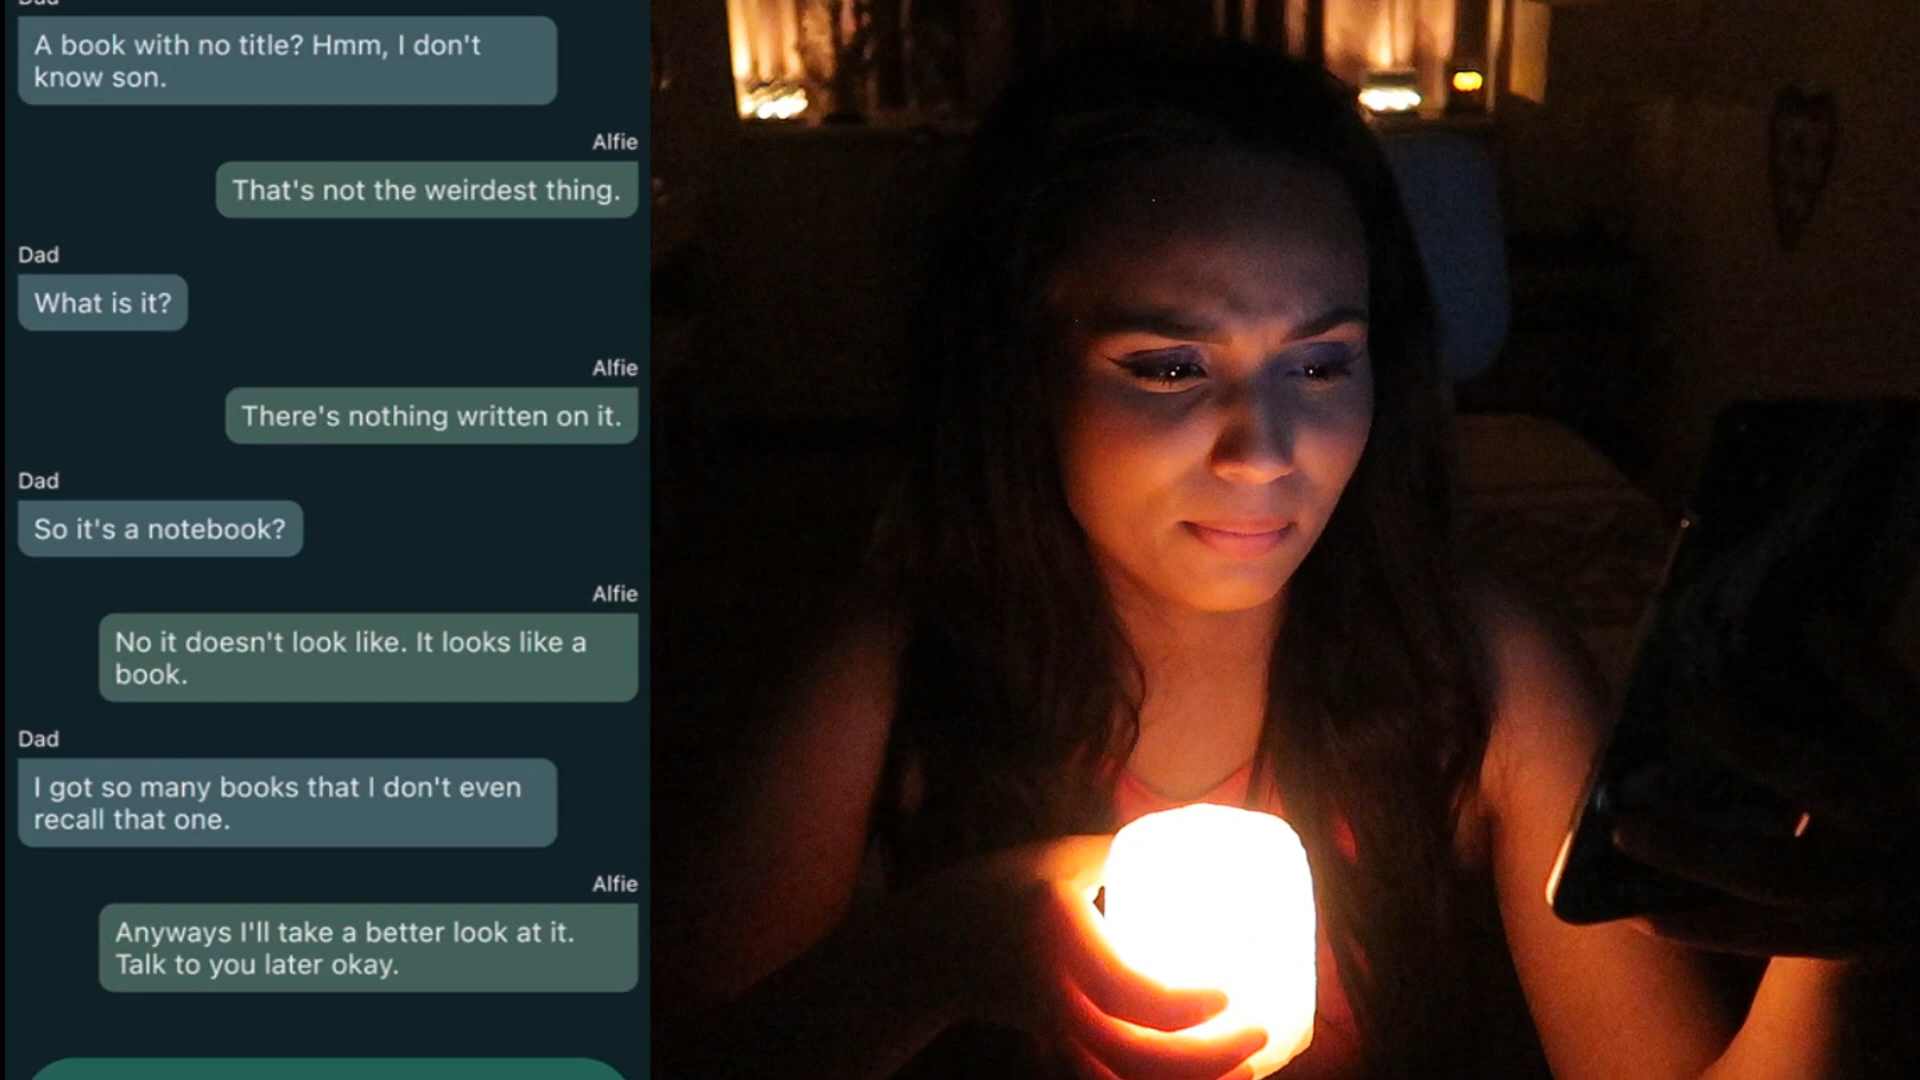 Dad
A book with no title? Hmm, I don't
know son.
Alfie
That's not the weirdest thing.
Dad
What is it?
Alfie
There's nothing written on it.
Dad
So it's a notebook?
Alfie
No it doesn't look like. It looks like a
book.
Dad
I got so many books that I don't even
recall that one.
Alfie
Anyways I'll take a better look at it.
Talk to you later okay.